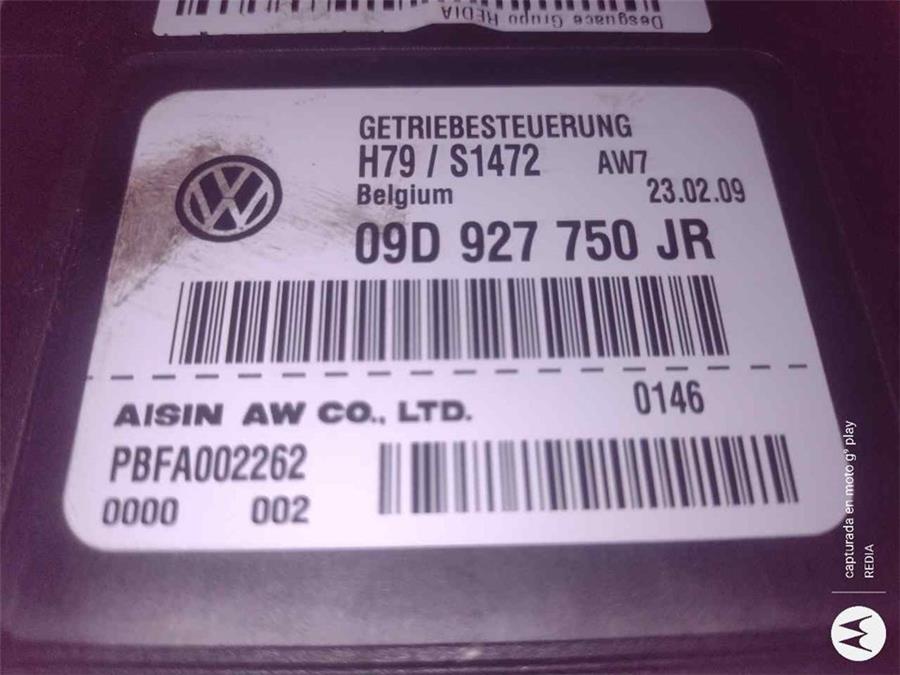 Desguace Grupo REDIA
GETRIEBESTEUERUNG
H79 / S1472 AW7
Belgium 23.02.09
09D 927 750 JR
AISIN AW CO., LTD. 0146
PBFA002262
0000 002
capturada en moto g⁹ play
REDIA